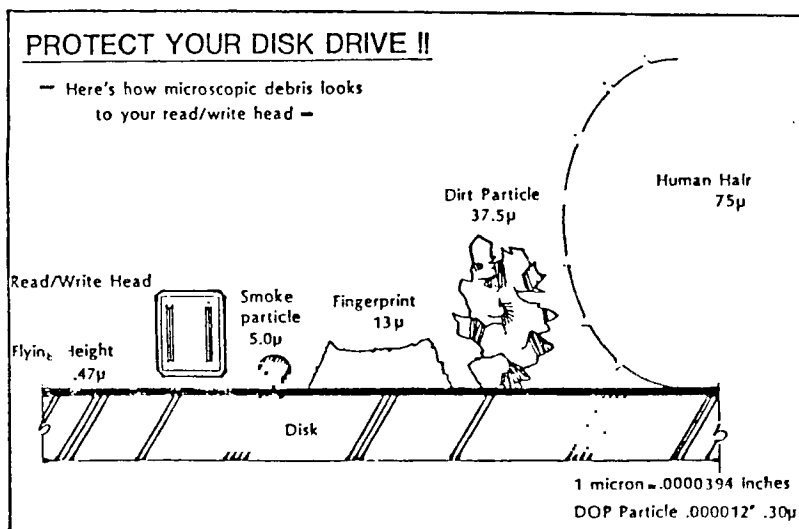 PROTECT YOUR DISK DRIVE !!
— Here's how microscopic debris looks
to your read/write head —
Human Hair
75µ
Dirt Particle
37.5µ
Read/Write Head
Smoke
particle
5.0µ
Fingerprint
13µ
Flying Height
.47µ
Disk
1 micron = .0000394 inches
DOP Particle .000012" .30µ